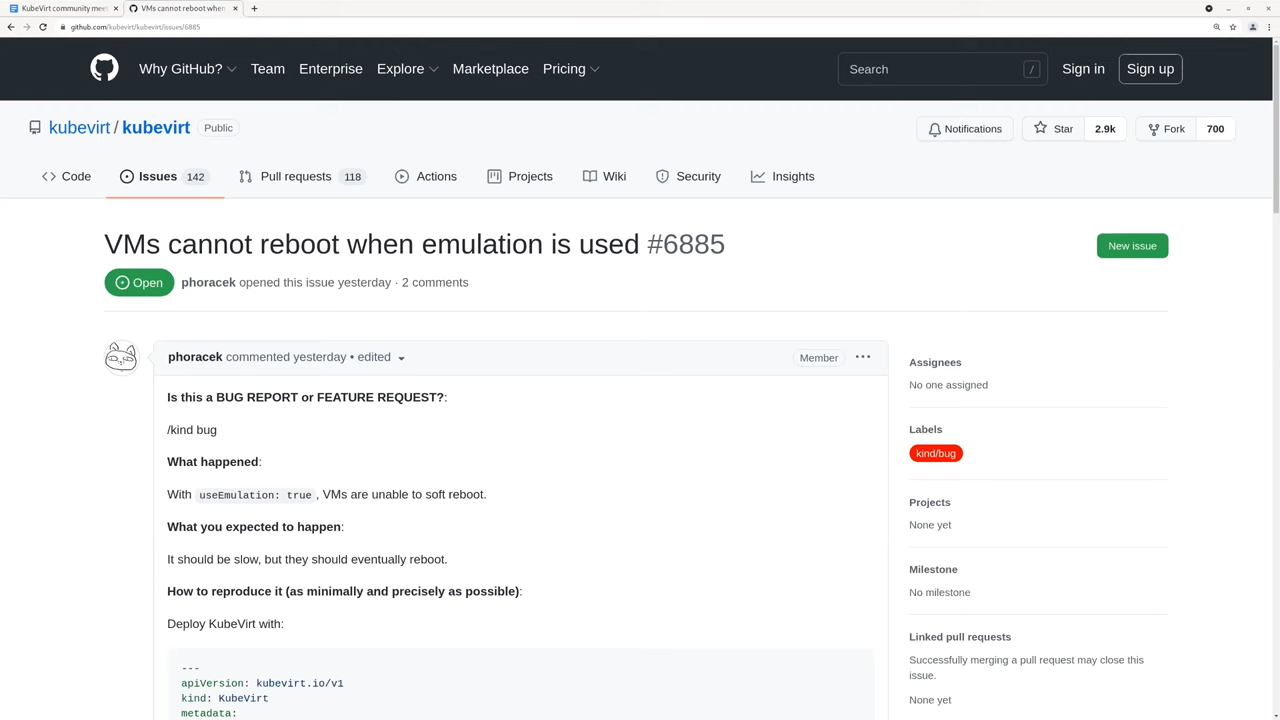 KubeVirt community mee
VMs cannot reboot when
github.com/kubevirt/kubevirt/issues/6885
Why GitHub?
Team
Enterprise
Explore
Marketplace
Pricing
Search
/
Sign in
Sign up
kubevirt / kubevirt
Public
Notifications
Star
2.9k
Fork
700
Code
Issues
142
Pull requests
118
Actions
Projects
Wiki
Security
Insights
VMs cannot reboot when emulation is used #6885
New issue
Open
phoracek opened this issue yesterday · 2 comments
phoracek commented yesterday • edited
Member
Is this a BUG REPORT or FEATURE REQUEST?:
/kind bug
What happened:
With useEmulation: true, VMs are unable to soft reboot.
What you expected to happen:
It should be slow, but they should eventually reboot.
How to reproduce it (as minimally and precisely as possible):
Deploy KubeVirt with:
---
apiVersion: kubevirt.io/v1
kind: KubeVirt
metadata:
Assignees
No one assigned
Labels
kind/bug
Projects
None yet
Milestone
No milestone
Linked pull requests
Successfully merging a pull request may close this
issue.
None yet